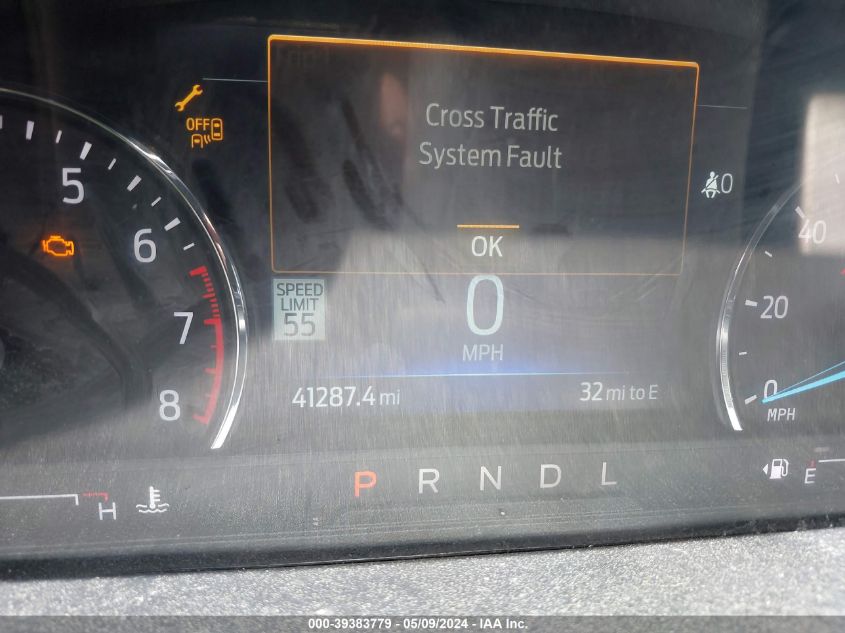 Cross Traffic
System Fault
OK
OFF
0
5
6
7
8
SPEED
LIMIT
55
0
MPH
41287.4 mi
32 mi to E
40
20
0
MPH
P R N D L
H
E
000-39383779 - 05/09/2024 - IAA Inc.